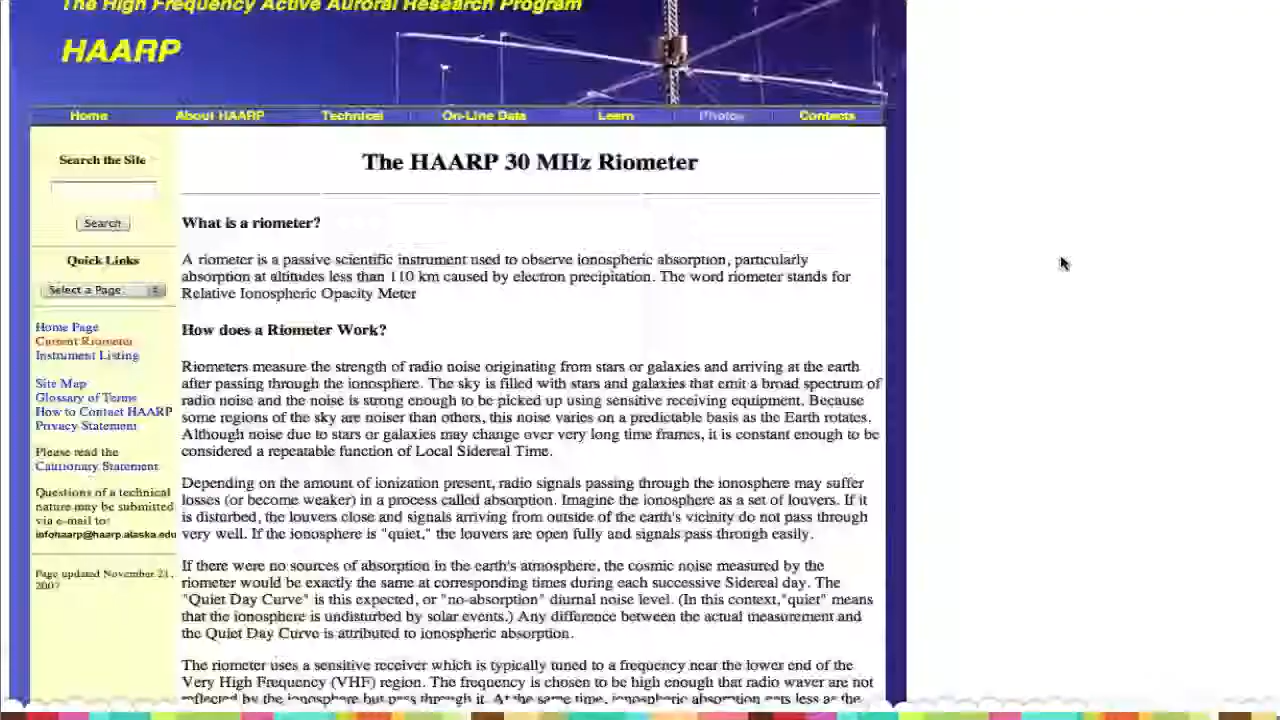 The High Frequency Active Auroral Research Program
HAARP
Home About HAARP Technical On-Line Data Learn Photos Contacts
Search the Site
Search
Quick Links
Select a Page
Home Page
Current Riometer
Instrument Listing
Site Map
Glossary of Terms
How to Contact HAARP
Privacy Statement
Please read the
Cautionary Statement
Questions of a technical
nature may be submitted
via e-mail to:
infohaarp@haarp.alaska.edu
Page updated November 21,
2007
The HAARP 30 MHz Riometer
What is a riometer?
A riometer is a passive scientific instrument used to observe ionospheric absorption, particularly
absorption at altitudes less than 110 km caused by electron precipitation. The word riometer stands for
Relative Ionospheric Opacity Meter
How does a Riometer Work?
Riometers measure the strength of radio noise originating from stars or galaxies and arriving at the earth
after passing through the ionosphere. The sky is filled with stars and galaxies that emit a broad spectrum of
radio noise and the noise is strong enough to be picked up using sensitive receiving equipment. Because
some regions of the sky are noiser than others, this noise varies on a predictable basis as the Earth rotates.
Although noise due to stars or galaxies may change over very long time frames, it is constant enough to be
considered a repeatable function of Local Sidereal Time.
Depending on the amount of ionization present, radio signals passing through the ionosphere may suffer
losses (or become weaker) in a process called absorption. Imagine the ionosphere as a set of louvers. If it
is disturbed, the louvers close and signals arriving from outside of the earth's vicinity do not pass through
very well. If the ionosphere is "quiet," the louvers are open fully and signals pass through easily.
If there were no sources of absorption in the earth's atmosphere, the cosmic noise measured by the
riometer would be exactly the same at corresponding times during each successive Sidereal day. The
"Quiet Day Curve" is this expected, or "no-absorption" diurnal noise level. (In this context,"quiet" means
that the ionosphere is undisturbed by solar events.) Any difference between the actual measurement and
the Quiet Day Curve is attributed to ionospheric absorption.
The riometer uses a sensitive receiver which is typically tuned to a frequency near the lower end of the
Very High Frequency (VHF) region. The frequency is chosen to be high enough that radio waver are not
reflected by the ionosphere but pass through it. At the same time, ionospheric absorption gets less as the